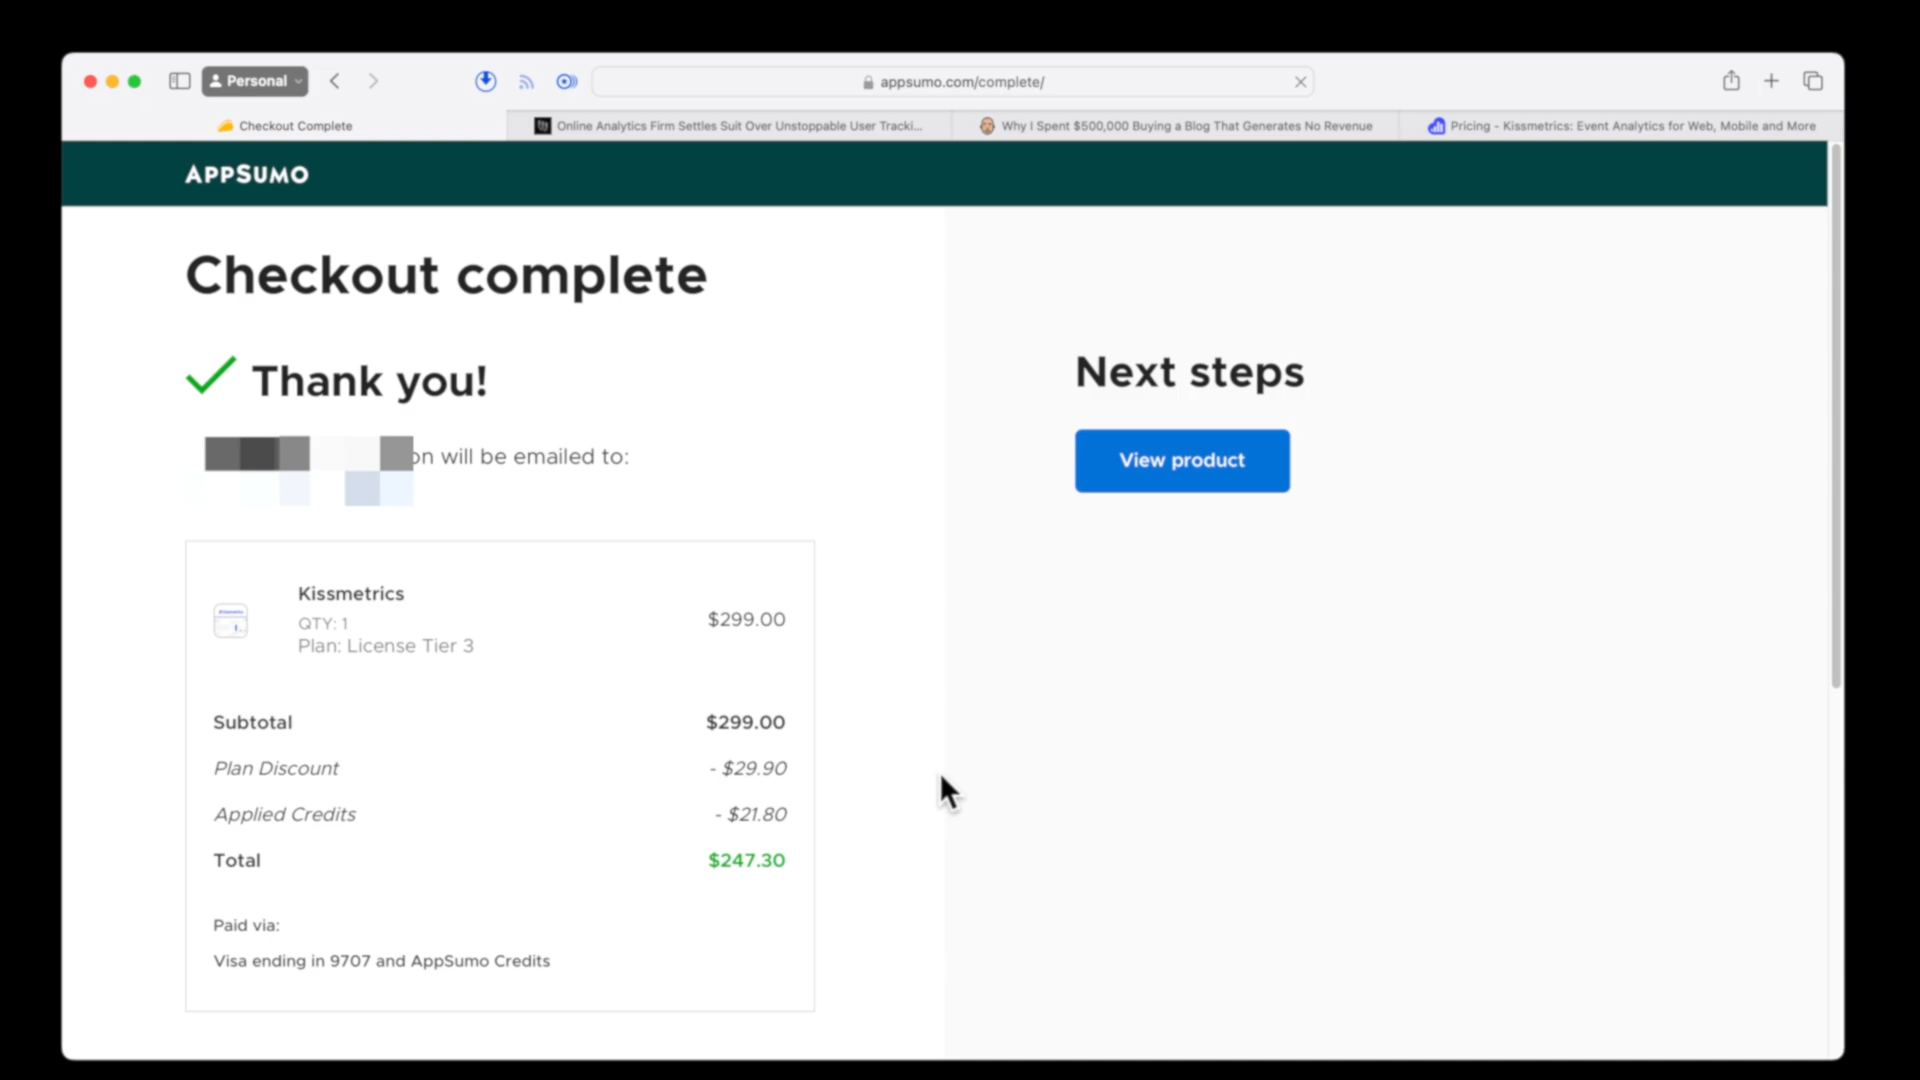 Personal
appsumo.com/complete/
Checkout Complete
Online Analytics Firm Settles Suit Over Unstoppable User Tracki...
Why I Spent $500,000 Buying a Blog That Generates No Revenue
Pricing - Kissmetrics: Event Analytics for Web, Mobile and More
APPSUMO
Checkout complete
Thank you!
on will be emailed to:
Next steps
View product
Kissmetrics
QTY: 1
Plan: License Tier 3
$299.00
Subtotal $299.00
Plan Discount - $29.90
Applied Credits - $21.80
Total $247.30
Paid via:
Visa ending in 9707 and AppSumo Credits